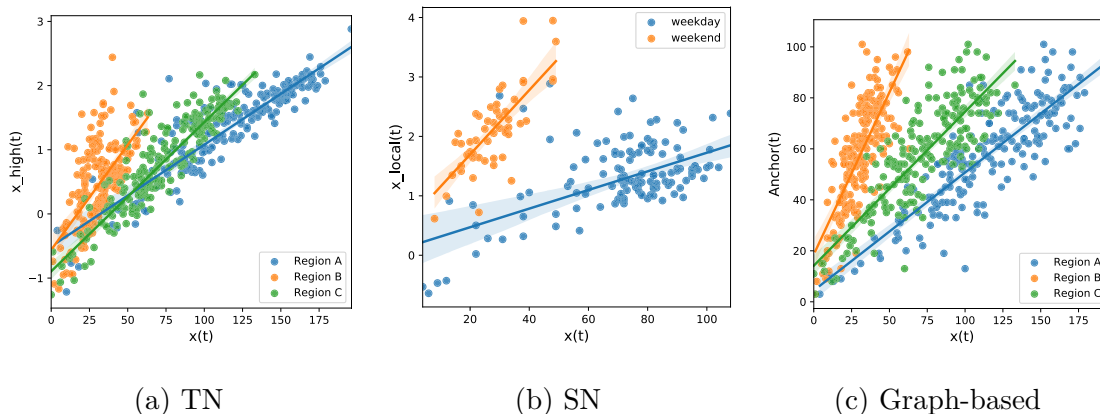 3
2
1
0
−1
0 25 50 75 100 125 150 175
x_high(t)
x(t)
Region A
Region B
Region C
4
3
2
1
0
20 40 60 80 100
x_local(t)
x(t)
weekday
weekend
100
80
60
40
20
0
0 25 50 75 100 125 150 175
Anchor(t)
x(t)
Region A
Region B
Region C
(a) TN
(b) SN
(c) Graph-based